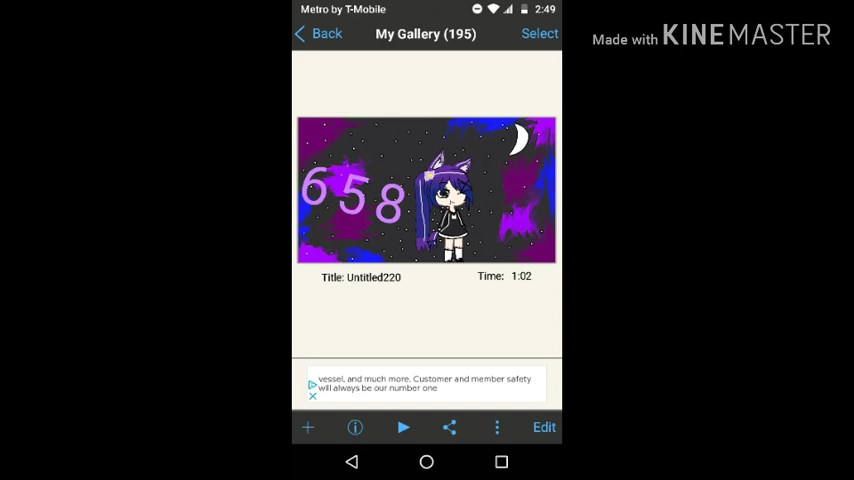 Metro by T-Mobile 2:49
Back My Gallery (195) Select
Made with KINEMASTER
658
Title: Untitled220 Time: 1:02
vessel, and much more. Customer and member safety
will always be our number one
Edit